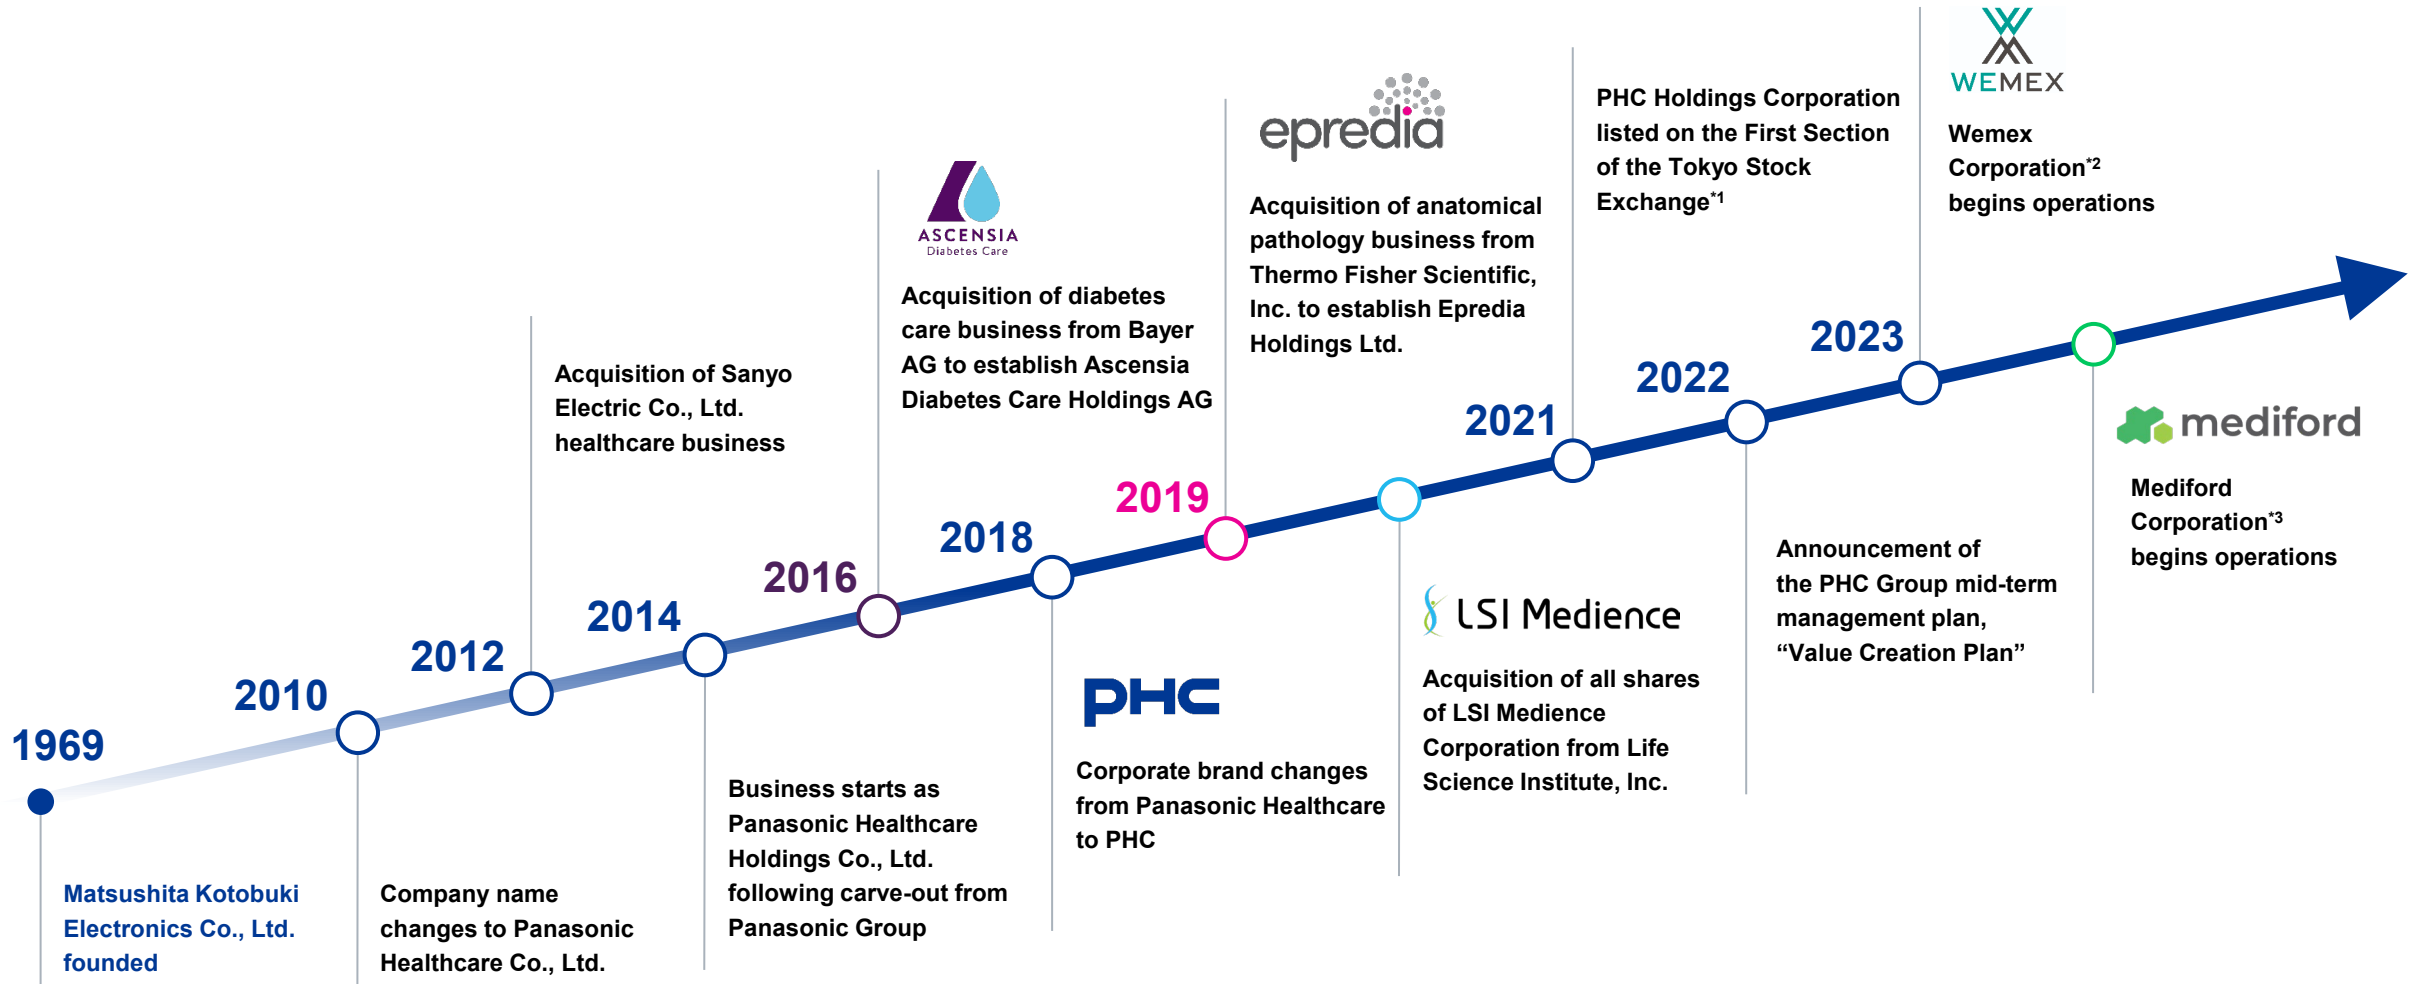 1969
Matsushita Kotobuki
Electronics Co., Ltd.
founded
2010
Company name
changes to Panasonic
Healthcare Co., Ltd.
2012
Acquisition of Sanyo
Electric Co., Ltd.
healthcare business
2014
Business starts as
Panasonic Healthcare
Holdings Co., Ltd.
following carve-out from
Panasonic Group
2016
ASCENSIA
Diabetes Care
Acquisition of diabetes
care business from Bayer
AG to establish Ascensia
Diabetes Care Holdings AG
2018
PHC
Corporate brand changes
from Panasonic Healthcare
to PHC
2019
epredia
Acquisition of anatomical
pathology business from
Thermo Fisher Scientific,
Inc. to establish Epredia
Holdings Ltd.
LSI Medience
Acquisition of all shares
of LSI Medience
Corporation from Life
Science Institute, Inc.
2021
PHC Holdings Corporation
listed on the First Section
of the Tokyo Stock
Exchange*1
2022
Announcement of
the PHC Group mid-term
management plan,
“Value Creation Plan”
2023
WEMEX
Wemex
Corporation*2
begins operations
mediford
Mediford
Corporation*3
begins operations